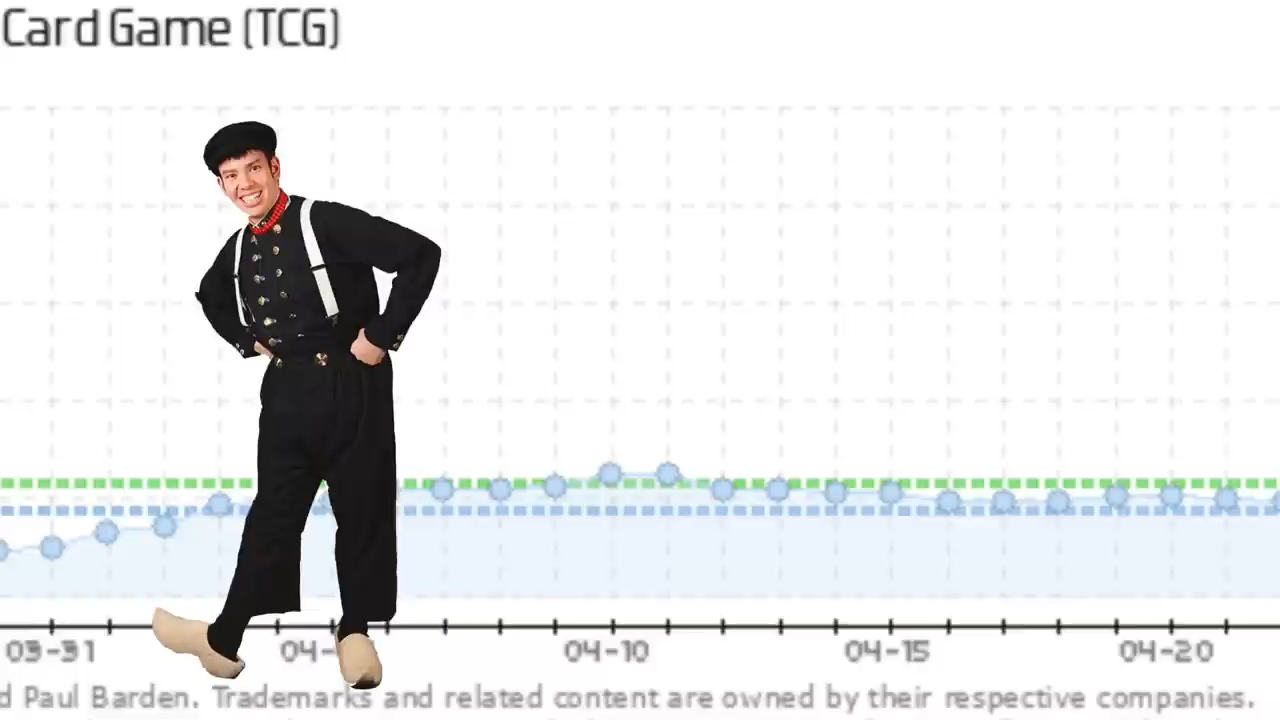 Card Game (TCG)
03-31 04- 04-10 04-15 04-20
d Paul Barden. Trademarks and related content are owned by their respective companies.